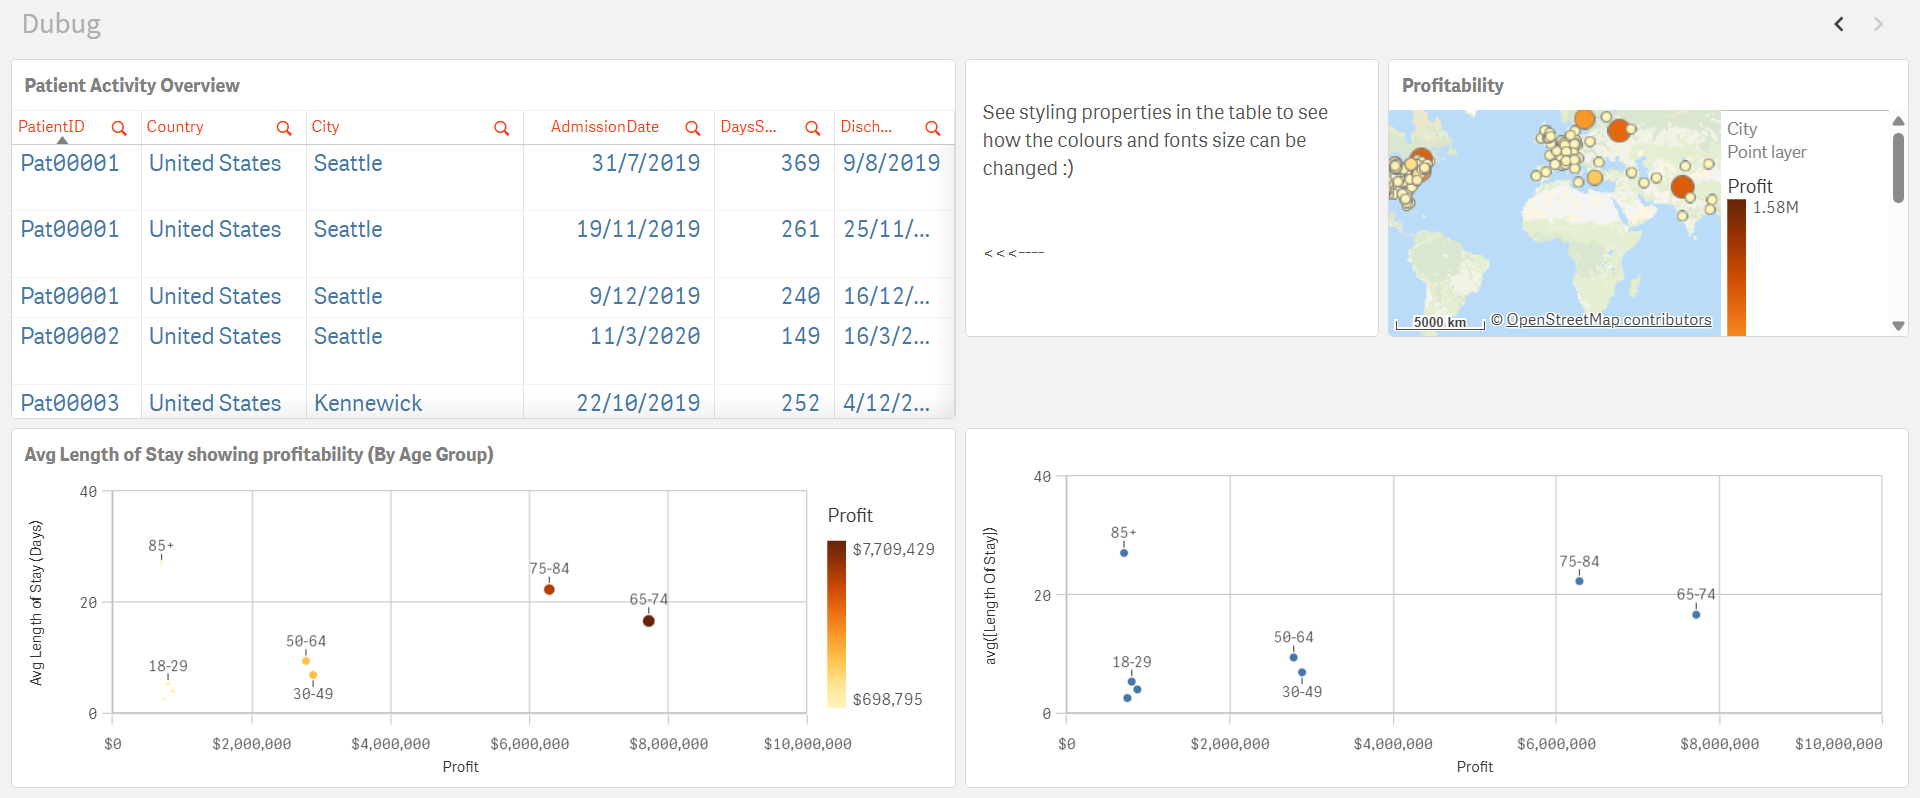 Dubug
Patient Activity Overview
PatientID Country City AdmissionDate DaysS... Disch...
Pat00001 United States Seattle 31/7/2019 369 9/8/2019
Pat00001 United States Seattle 19/11/2019 261 25/11/...
Pat00001 United States Seattle 9/12/2019 240 16/12/...
Pat00002 United States Seattle 11/3/2020 149 16/3/2...
Pat00003 United States Kennewick 22/10/2019 252 4/12/2...
See styling properties in the table to see
how the colours and fonts size can be
changed :)
<<<----
Profitability
City
Point layer
Profit
1.58M
5000 km
© OpenStreetMap contributors
Avg Length of Stay showing profitability (By Age Group)
Avg Length of Stay (Days)
40
20
0
85+
75-84
65-74
50-64
18-29
30-49
$0 $2,000,000 $4,000,000 $6,000,000 $8,000,000 $10,000,000
Profit
Profit
$7,709,429
$698,795
avg([Length Of Stay])
40
20
0
85+
75-84
65-74
50-64
18-29
30-49
$0 $2,000,000 $4,000,000 $6,000,000 $8,000,000 $10,000,000
Profit